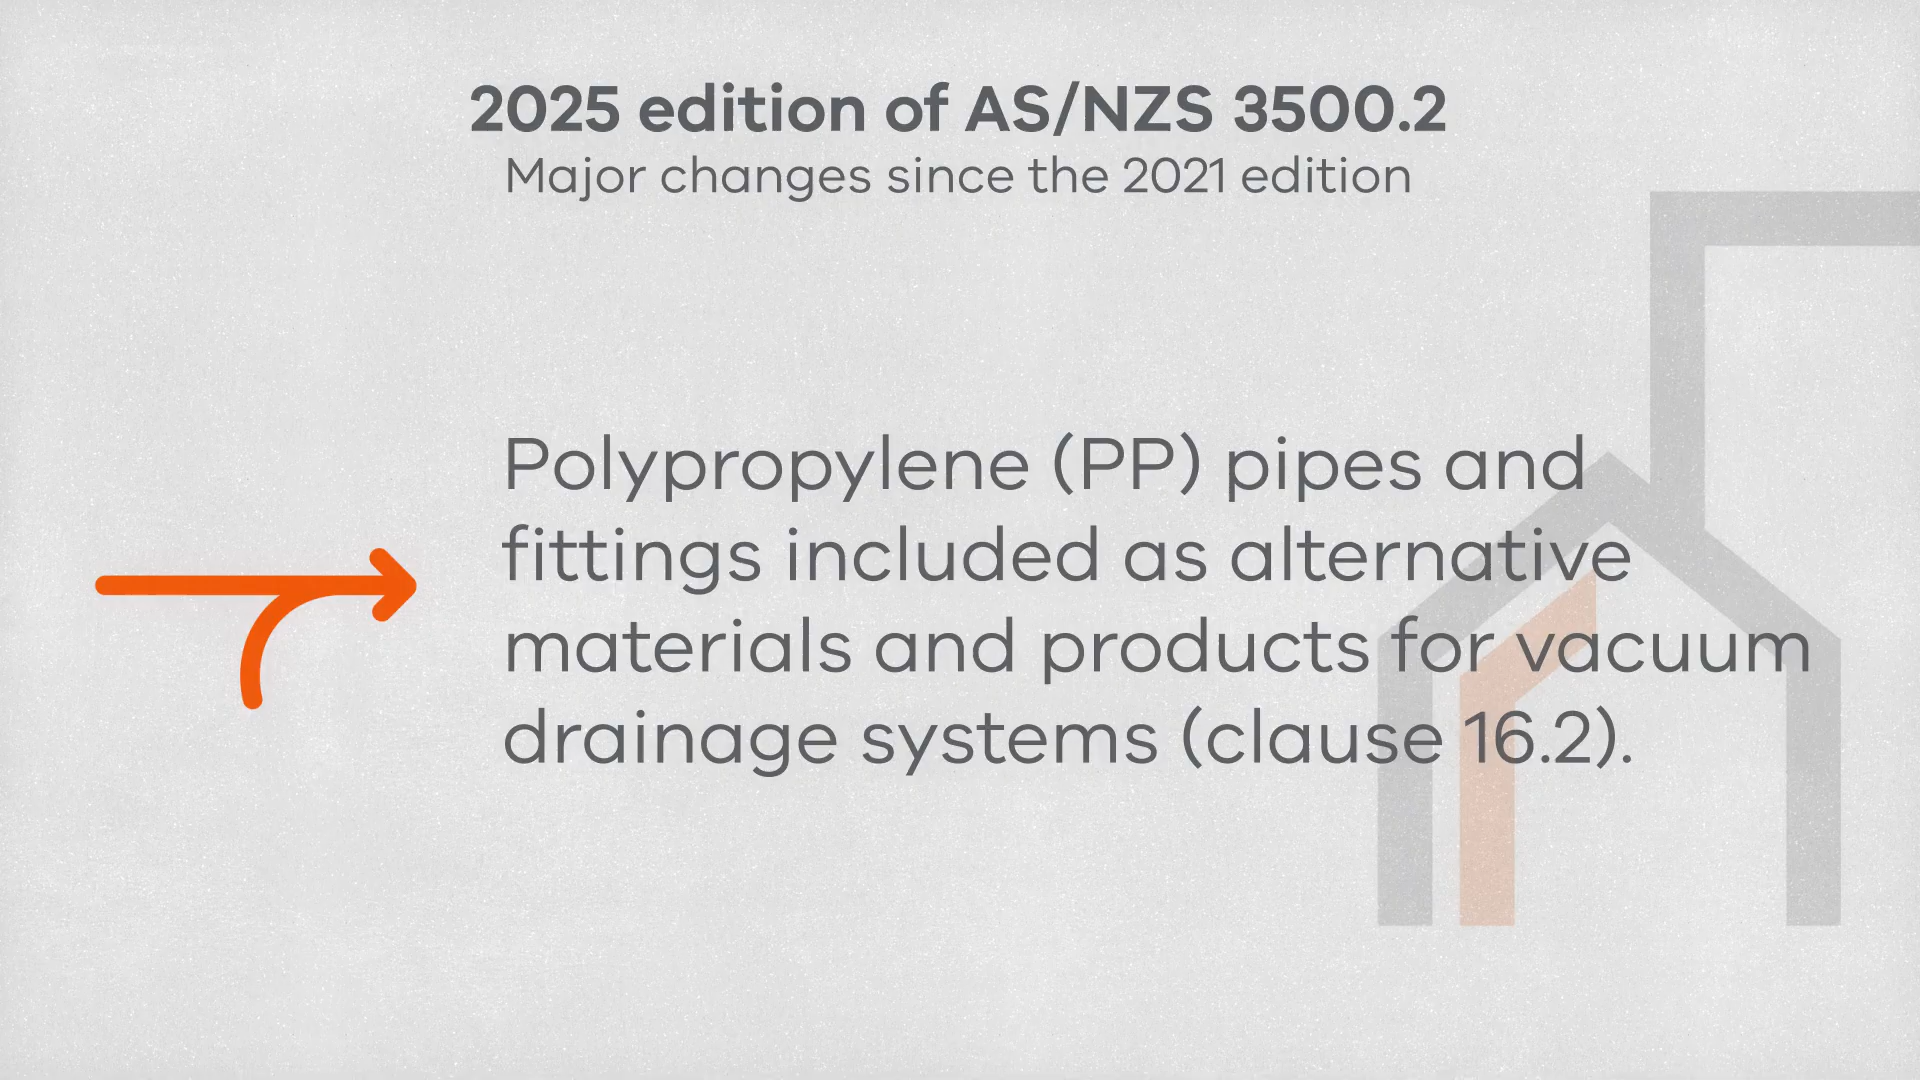 2025 edition of AS/NZS 3500.2
Major changes since the 2021 edition
Polypropylene (PP) pipes and
fittings included as alternative
materials and products for vacuum
drainage systems (clause 16.2).